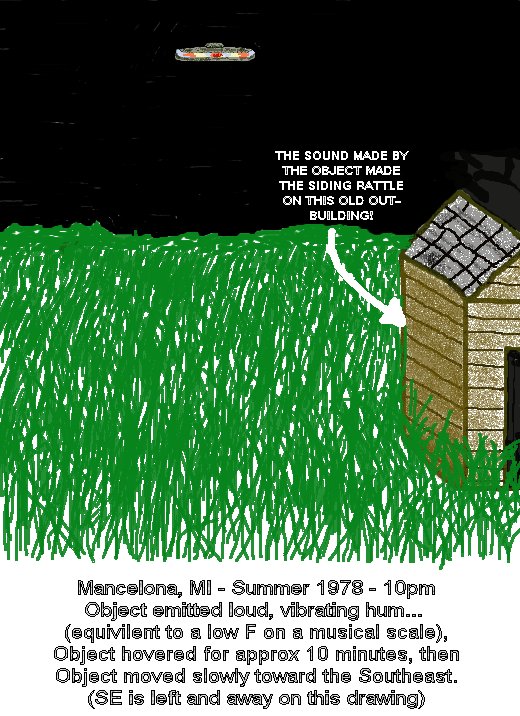 THE SOUND MADE BY
THE OBJECT MADE
THE SIDING RATTLE
ON THIS OLD OUT-
BUILDING!
Mancelona, MI - Summer 1978 - 10pm
Object emitted loud, vibrating hum...
(equivilent to a low F on a musical scale),
Object hovered for approx 10 minutes, then
Object moved slowly toward the Southeast.
(SE is left and away on this drawing)